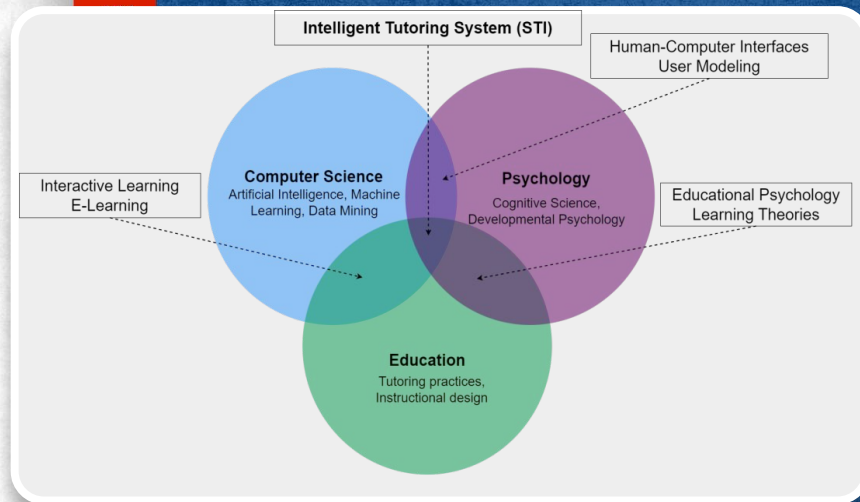 Intelligent Tutoring System (STI)
Human-Computer Interfaces
User Modeling
Computer Science
Artificial Intelligence, Machine
Learning, Data Mining
Psychology
Cognitive Science,
Developmental Psychology
Interactive Learning
E-Learning
Educational Psychology
Learning Theories
Education
Tutoring practices,
Instructional design